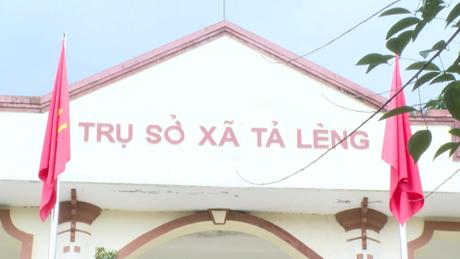 TRỤ SỞ XÃ TẢ LÈNG